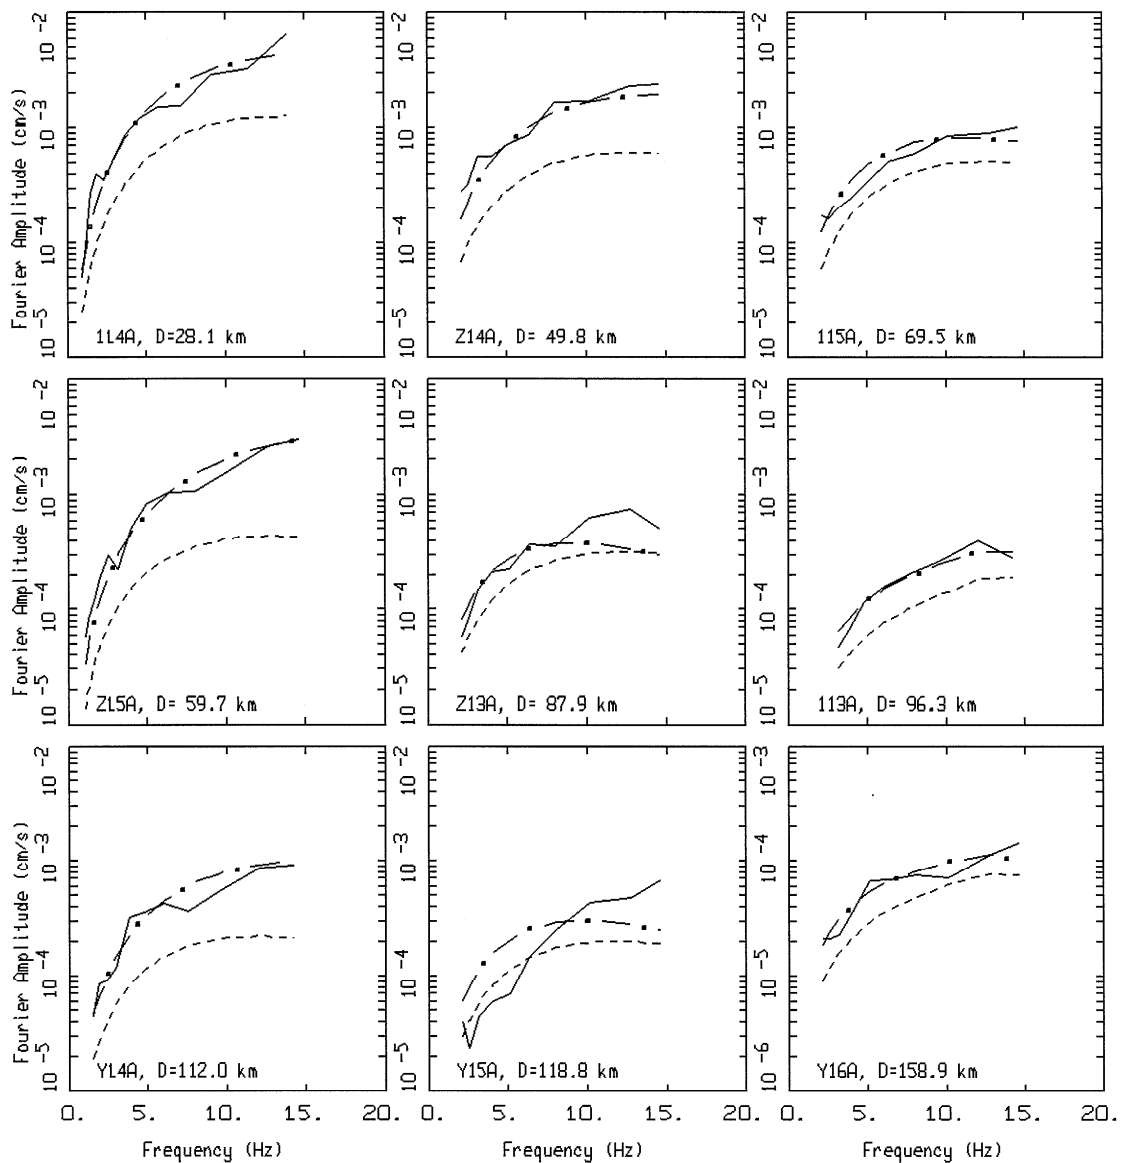 10 -2
10 -3
10 -4
10 -5
Fourier Amplitude (cm/s)
114A, D=28.1 km
10 -2
10 -3
10 -4
10 -5
Z14A, D= 49.8 km
10 -2
10 -3
10 -4
10 -5
115A, D= 69.5 km
10 -2
10 -3
10 -4
10 -5
Fourier Amplitude (cm/s)
Z15A, D= 59.7 km
10 -2
10 -3
10 -4
10 -5
Z13A, D= 87.9 km
10 -2
10 -3
10 -4
10 -5
113A, D= 96.3 km
10 -2
10 -3
10 -4
10 -5
Fourier Amplitude (cm/s)
Y14A, D=112.0 km
0. 5. 10. 15. 20.
Frequency (Hz)
10 -2
10 -3
10 -4
10 -5
Y15A, D=118.8 km
0. 5. 10. 15. 20.
Frequency (Hz)
10 -3
10 -4
10 -5
10 -6
Y16A, D=158.9 km
0. 5. 10. 15. 20.
Frequency (Hz)